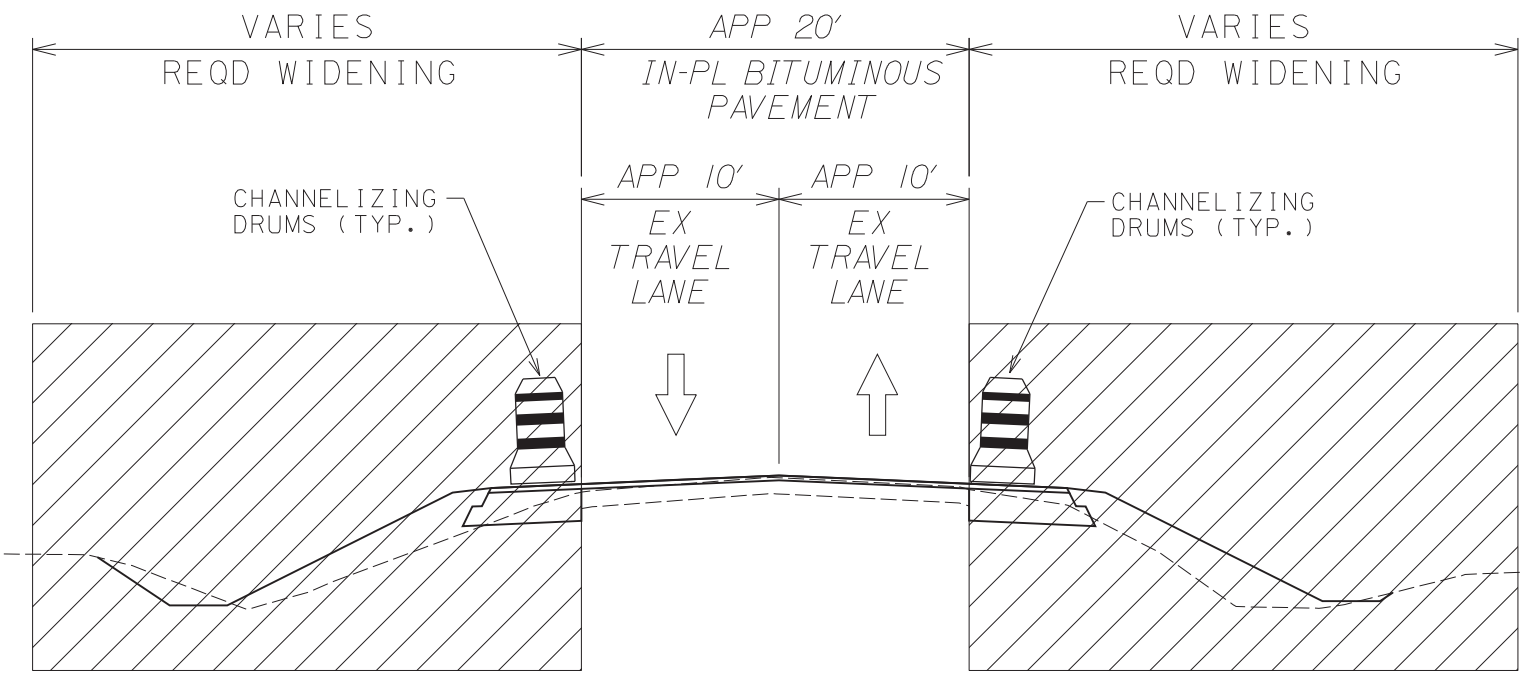 VARIES
APP 20'
VARIES
REQD WIDENING
IN-PL BITUMINOUS
PAVEMENT
REQD WIDENING
APP 10'
APP 10'
CHANNELIZING
DRUMS (TYP.)
EX
TRAVEL
LANE
EX
TRAVEL
LANE
CHANNELIZING
DRUMS (TYP.)